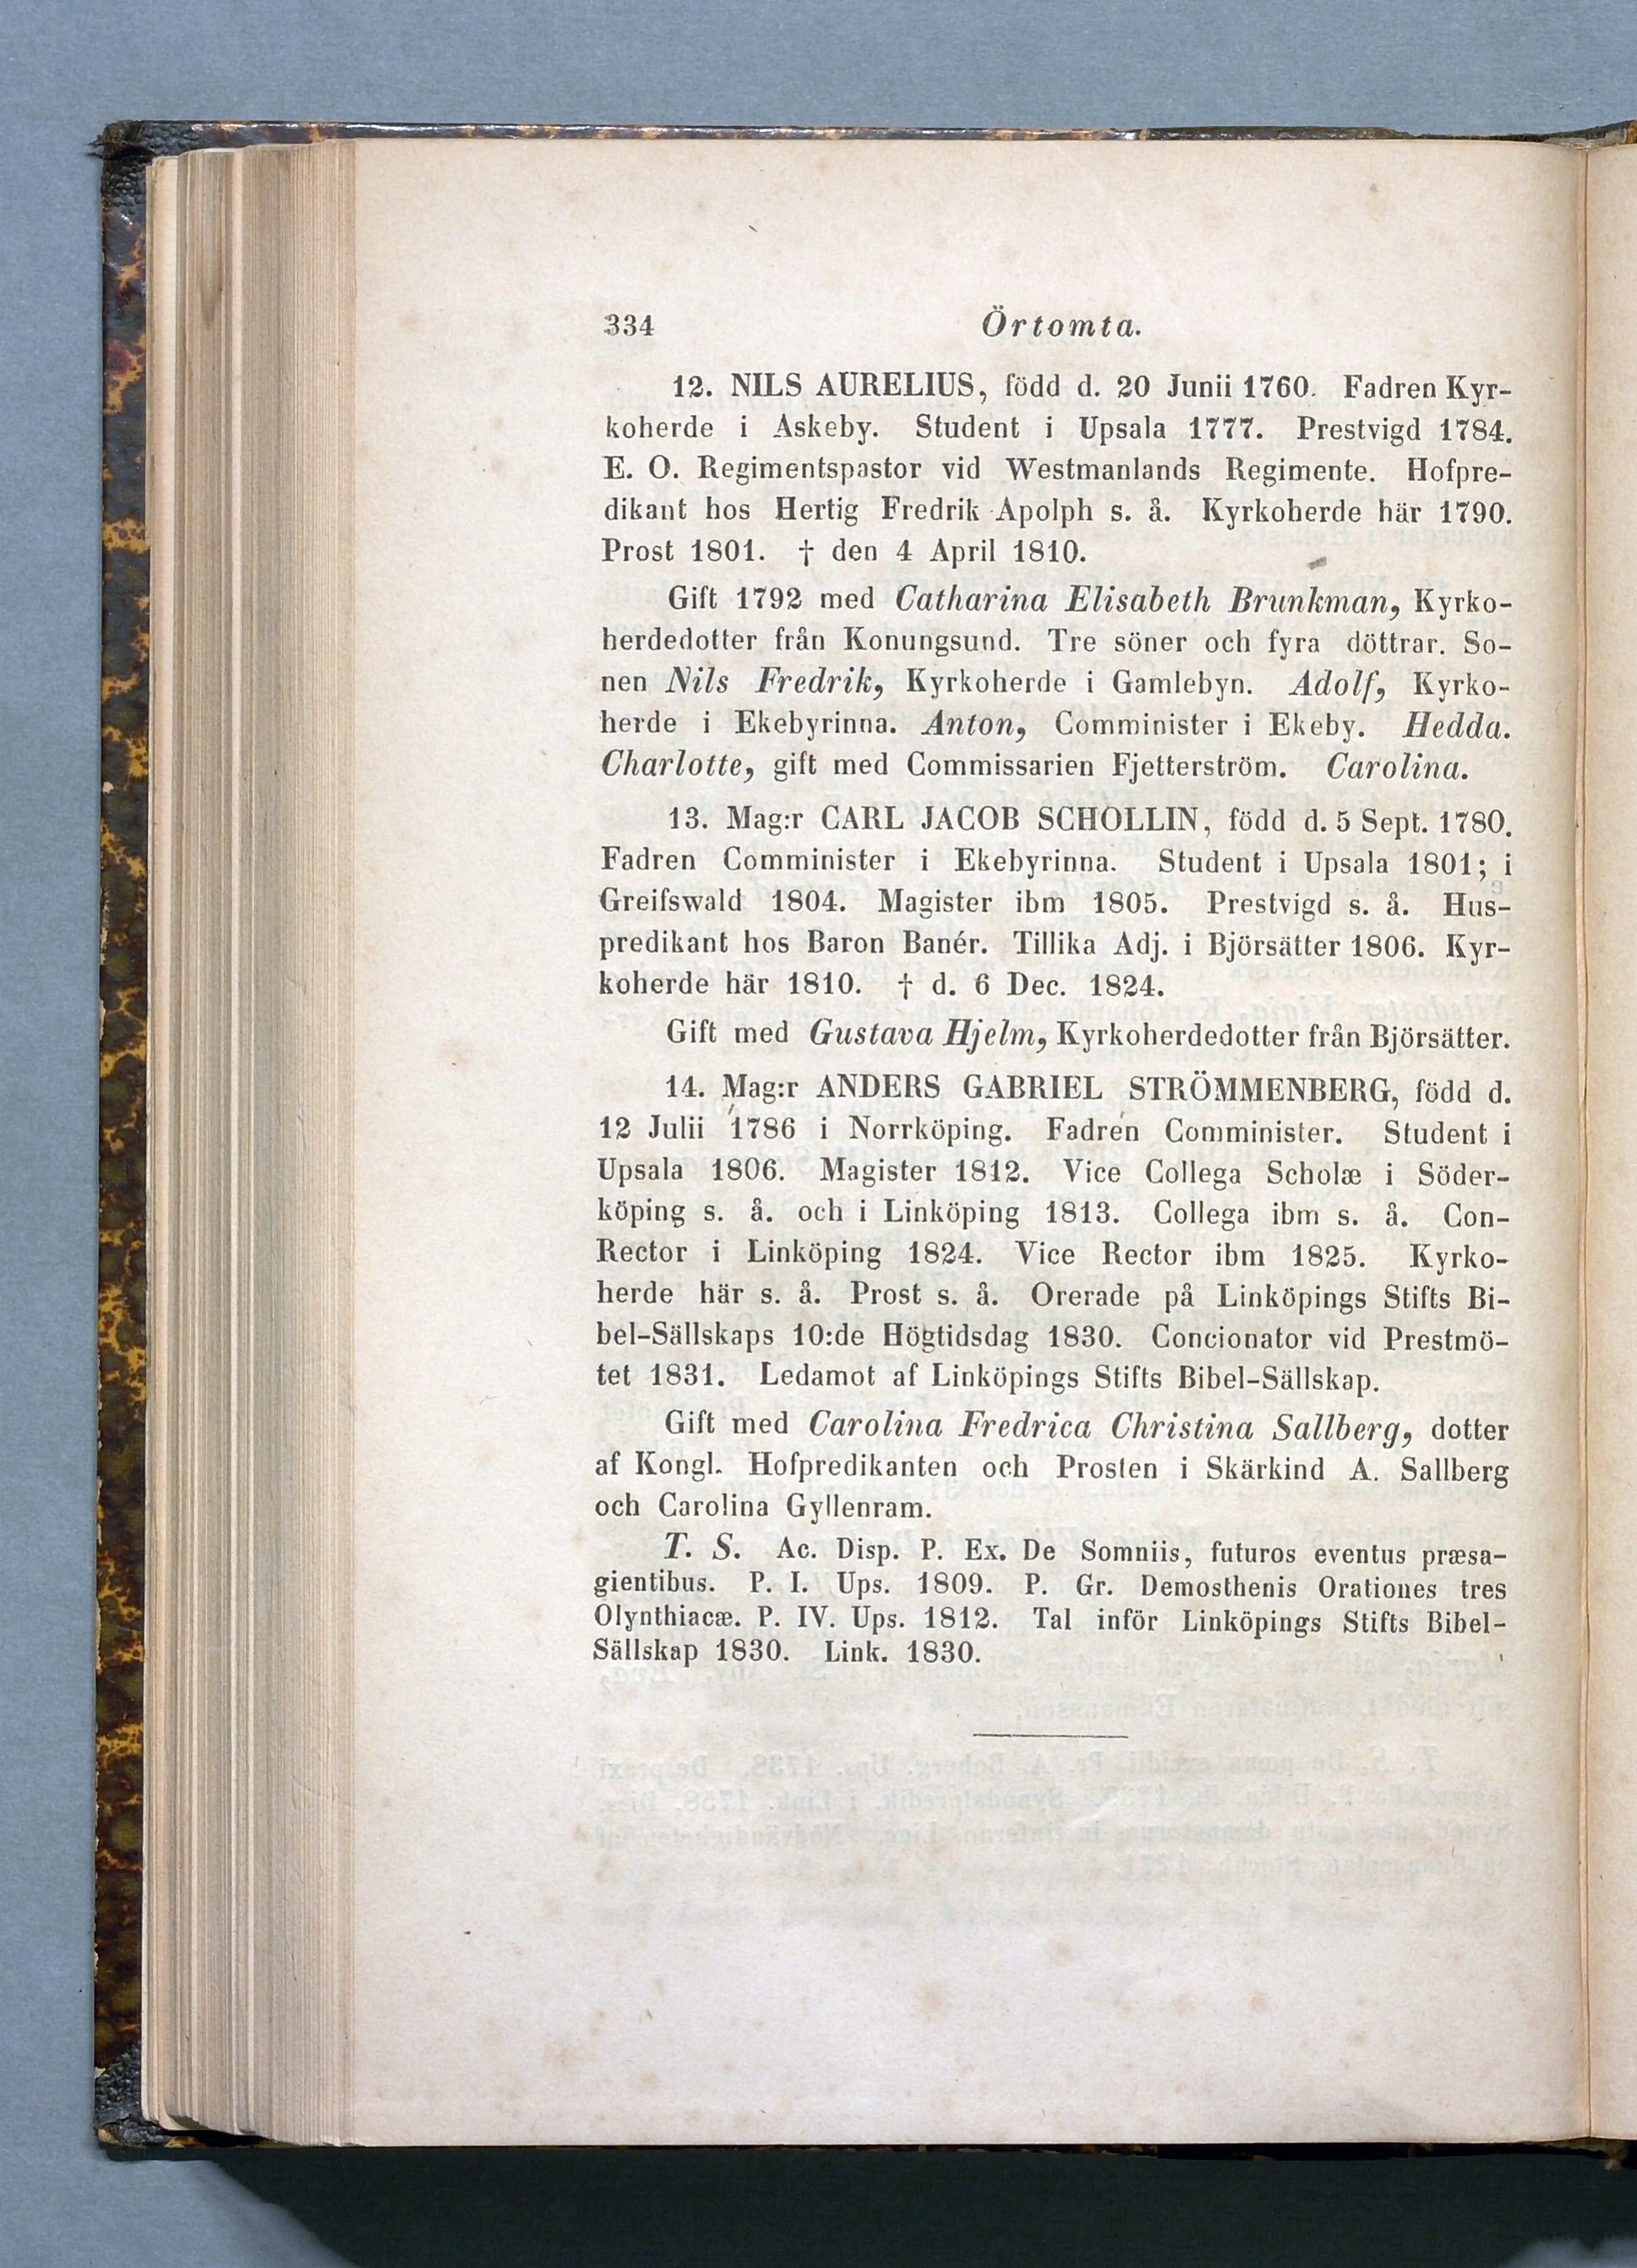 334 Örtomta.
12. NILS AURELIUS, född d. 20 Junii 1760. Fadren Kyr-
koherde i Askeby. Student i Upsala 1777. Prestvigd 1784.
E. O. Regimentspastor vid Westmanlands Regimente. Hofpre-
dikant hos Hertig Fredrik Apolph s. å. Kyrkoherde här 1790.
Prost 1801. † den 4 April 1810.
Gift 1792 med Catharina Elisabeth Brunkman, Kyrko-
herdedotter från Konungsund. Tre söner och fyra döttrar. So-
nen Nils Fredrik, Kyrkoherde i Gamlebyn. Adolf, Kyrko-
herde i Ekebyrinna. Anton, Comminister i Ekeby. Hedda.
Charlotte, gift med Commissarien Fjetterström. Carolina.
13. Mag:r CARL JACOB SCHOLLIN, född d. 5 Sept. 1780.
Fadren Comminister i Ekebyrinna. Student i Upsala 1801; i
Greifswald 1804. Magister ibm 1805. Prestvigd s. å. Hus-
predikant hos Baron Banér. Tillika Adj. i Björsätter 1806. Kyr-
koherde här 1810. † d. 6 Dec. 1824.
Gift med Gustava Hjelm, Kyrkoherdedotter från Björsätter.
14. Mag:r ANDERS GABRIEL STRÖMMENBERG, född d.
12 Julii 1786 i Norrköping. Fadren Comminister. Student i
Upsala 1806. Magister 1812. Vice Collega Scholæ i Söder-
köping s. å. och i Linköping 1813. Collega ibm s. å. Con-
Rector i Linköping 1824. Vice Rector ibm 1825. Kyrko-
herde här s. å. Prost s. å. Orerade på Linköpings Stifts Bi-
bel-Sällskaps 10:de Högtidsdag 1830. Concionator vid Prestmö-
tet 1831. Ledamot af Linköpings Stifts Bibel-Sällskap.
Gift med Carolina Fredrica Christina Sallberg, dotter
af Kongl. Hofpredikanten och Prosten i Skärkind A. Sallberg
och Carolina Gyllenram.
T. S. Ac. Disp. P. Ex. De Somniis, futuros eventus præsa-
gientibus. P. I. Ups. 1809. P. Gr. Demosthenis Orationes tres
Olynthiacæ. P. IV. Ups. 1812. Tal inför Linköpings Stifts Bibel-
Sällskap 1830. Link. 1830.